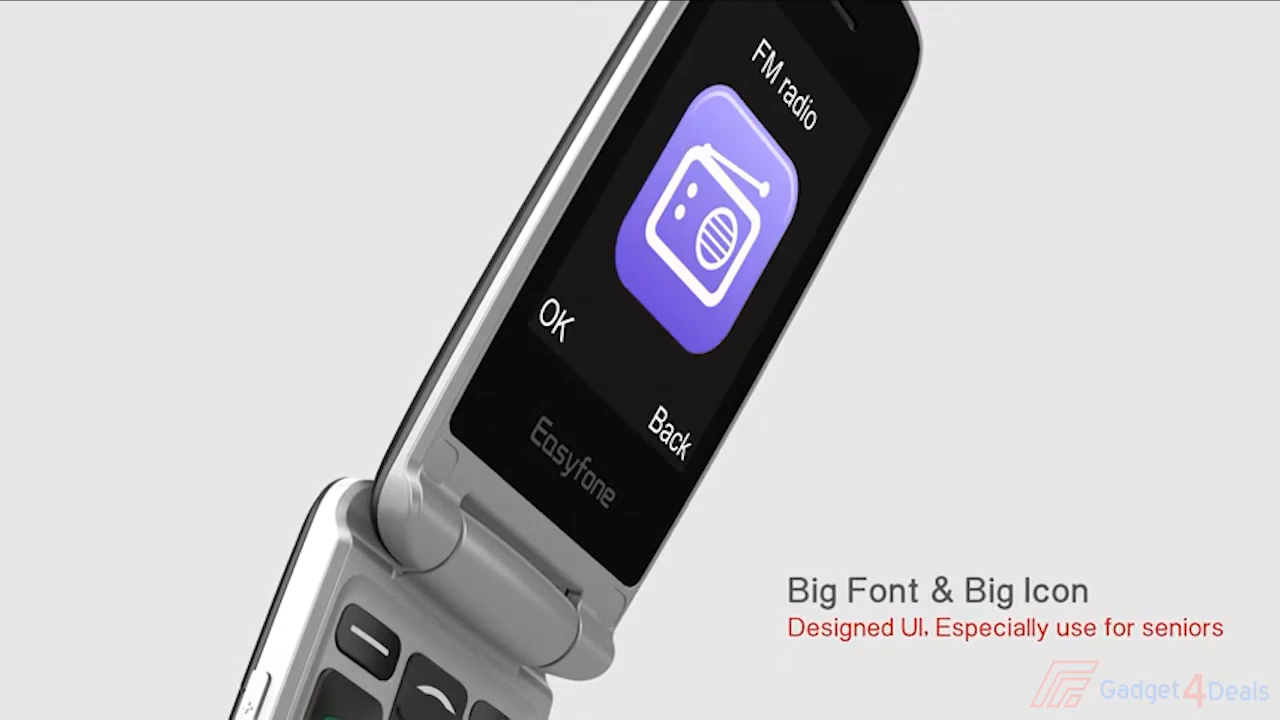 FM radio
OK
Back
Easyfone
Big Font & Big Icon
Designed UI. Especially use for seniors
Gadget4Deals